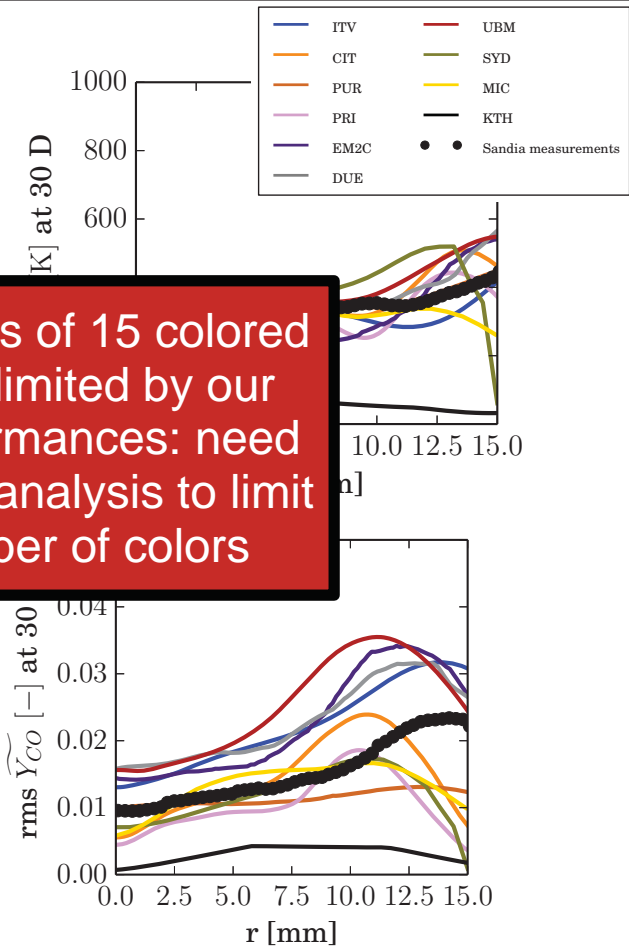 ITV
CIT
PUR
PRI
EM2C
DUE
UBM
SYD
MIC
KTH
Sandia measurements
1000
800
600
[K] at 30 D
s of 15 colored
limited by our
rmances: need
analysis to limit
ber of colors
10.0 12.5 15.0
m]
0.04
0.03
0.02
0.01
0.00
rms Y_CO [−] at 30
0.0 2.5 5.0 7.5 10.0 12.5 15.0
r [mm]